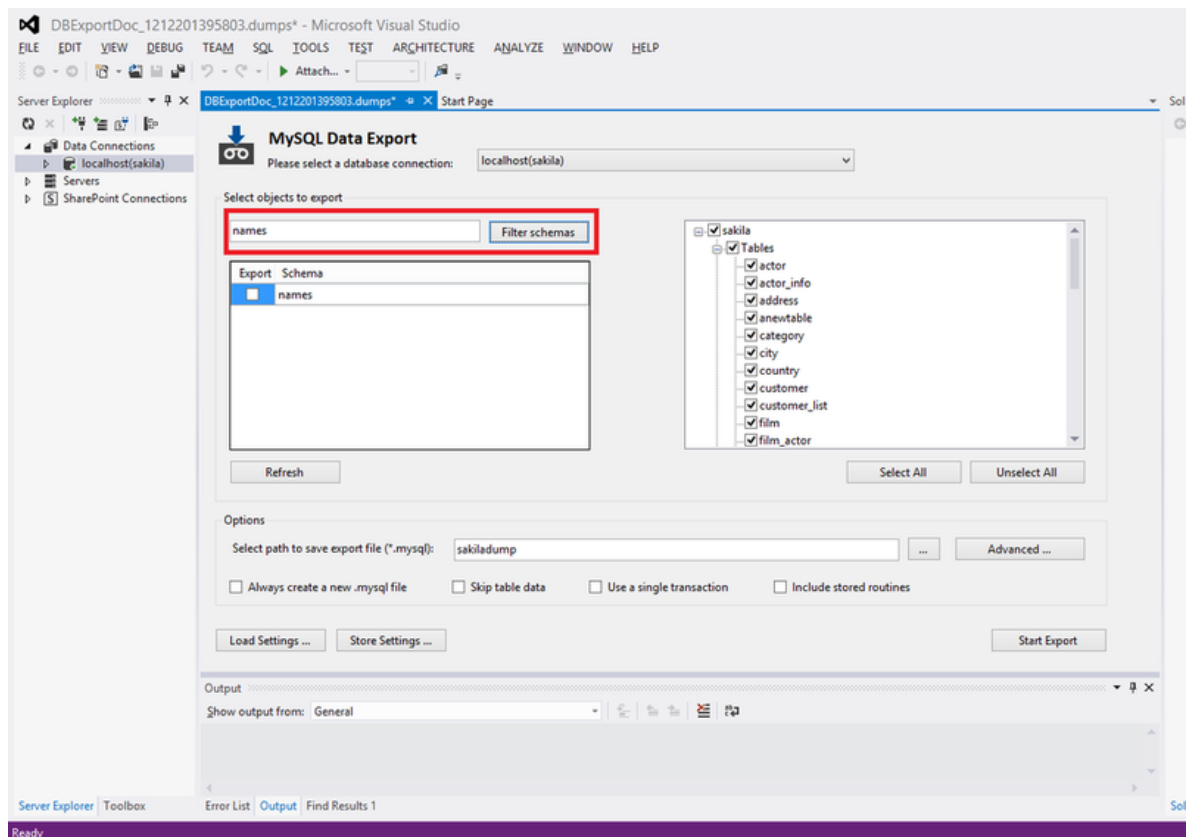 DBExportDoc_1212201395803.dumps* - Microsoft Visual Studio
FILE EDIT VIEW DEBUG TEAM SQL TOOLS TEST ARCHITECTURE ANALYZE WINDOW HELP
Attach...
Server Explorer
DBExportDoc_1212201395803.dumps* Start Page
Sol
Data Connections
localhost(sakila)
Servers
SharePoint Connections
MySQL Data Export
Please select a database connection: localhost(sakila)
Select objects to export
names Filter schemas
Export Schema
names
sakila
Tables
actor
actor_info
address
anewtable
category
city
country
customer
customer_list
film
film_actor
Refresh
Select All Unselect All
Options
Select path to save export file (*.mysql): sakiladump ... Advanced ...
Always create a new .mysql file Skip table data Use a single transaction Include stored routines
Load Settings ... Store Settings ... Start Export
Output
Show output from: General
Server Explorer Toolbox Error List Output Find Results 1 Sol
Ready